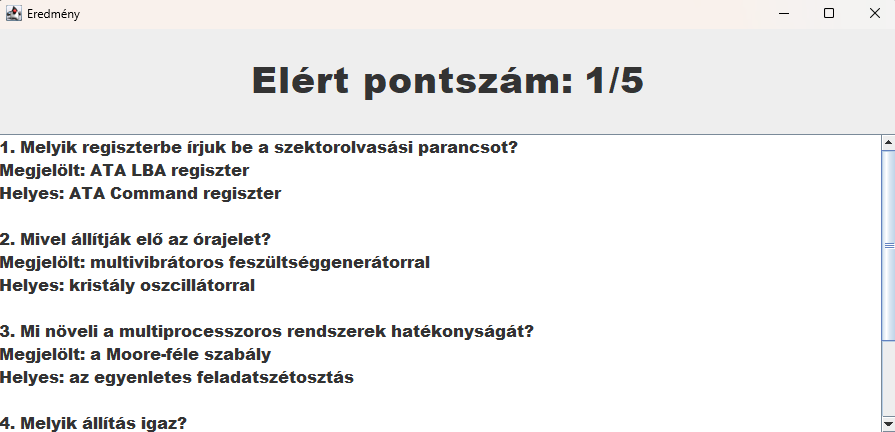 Eredmény
Elért pontszám: 1/5
1. Melyik regiszterbe írjuk be a szektorolvasási parancsot?
Megjelölt: ATA LBA regiszter
Helyes: ATA Command regiszter
2. Mivel állítják elő az órajelet?
Megjelölt: multivibrátoros feszültséggenerátorral
Helyes: kristály oszcillátorral
3. Mi növeli a multiprocesszoros rendszerek hatékonyságát?
Megjelölt: a Moore-féle szabály
Helyes: az egyenletes feladatszétosztás
4. Melyik állítás igaz?